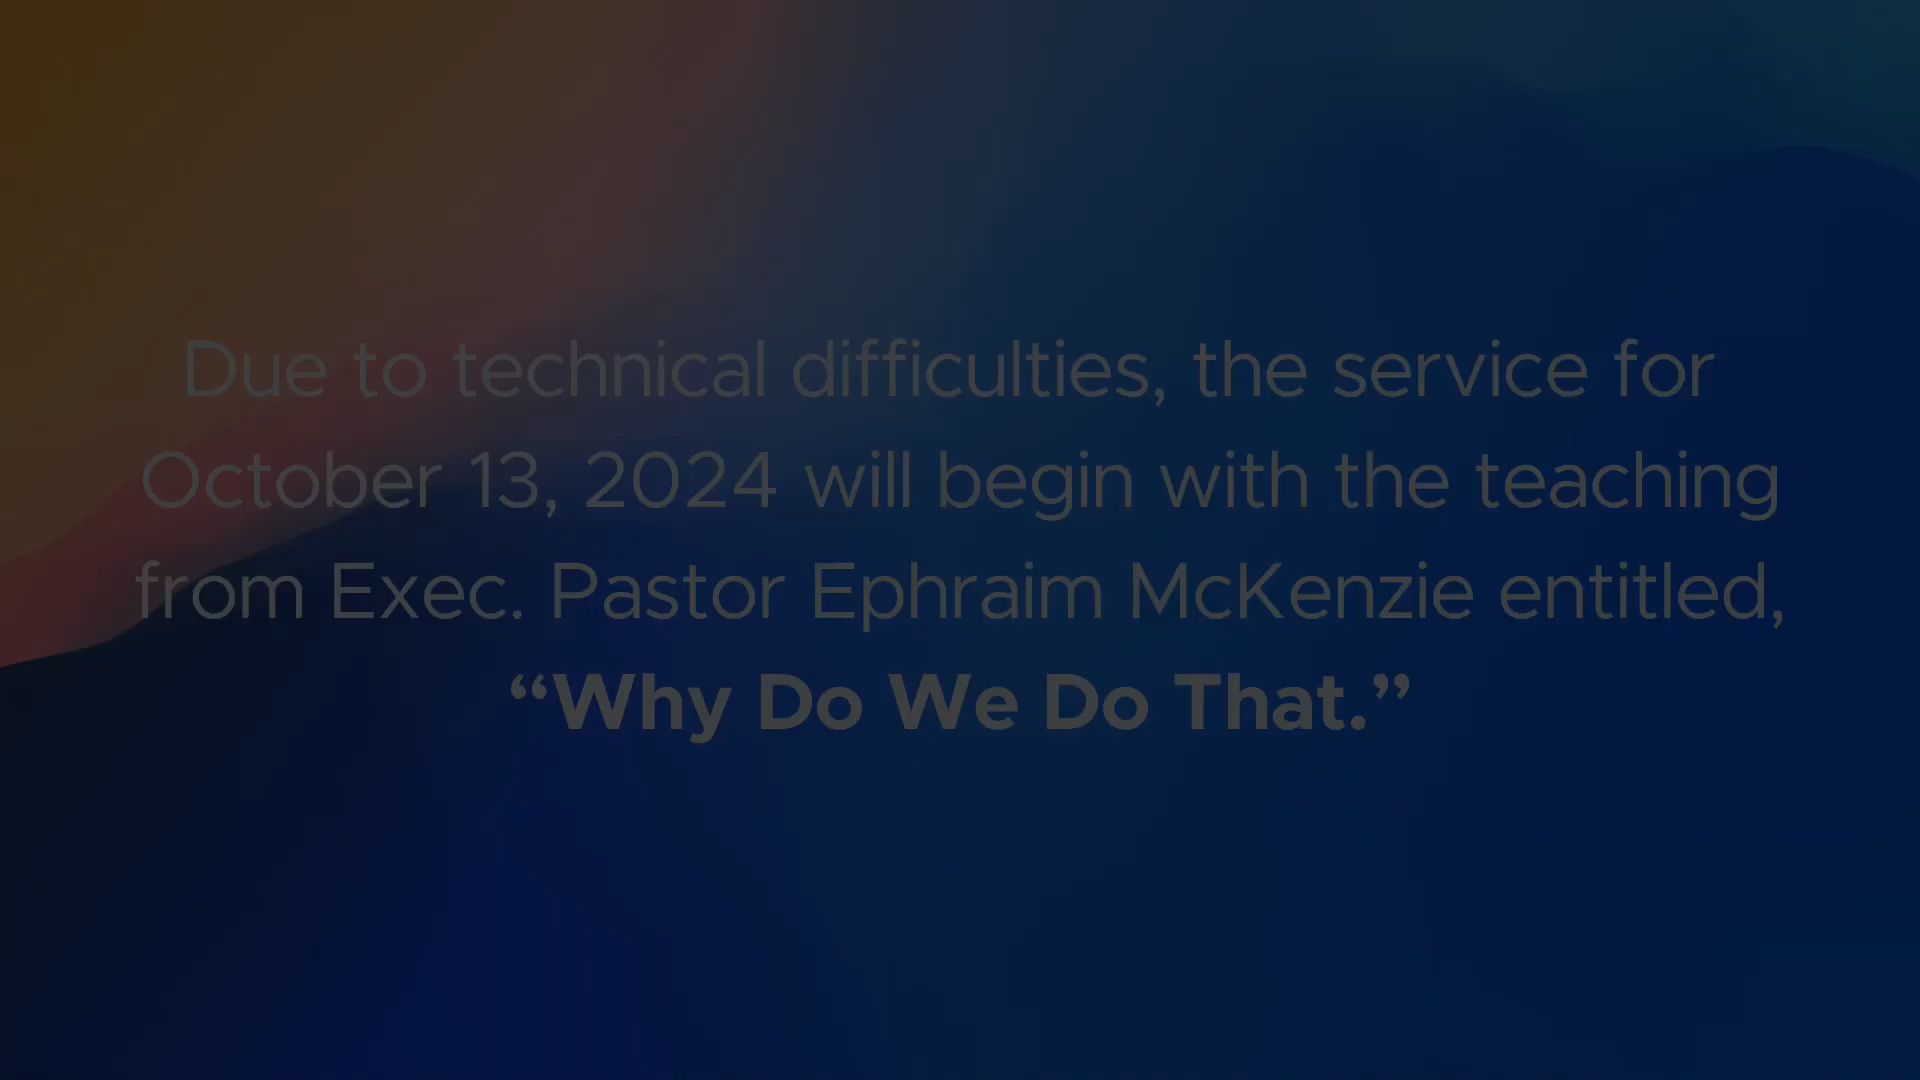 Due to technical difficulties, the service for
October 13, 2024 will begin with the teaching
from Exec. Pastor Ephraim McKenzie entitled,
“Why Do We Do That.”